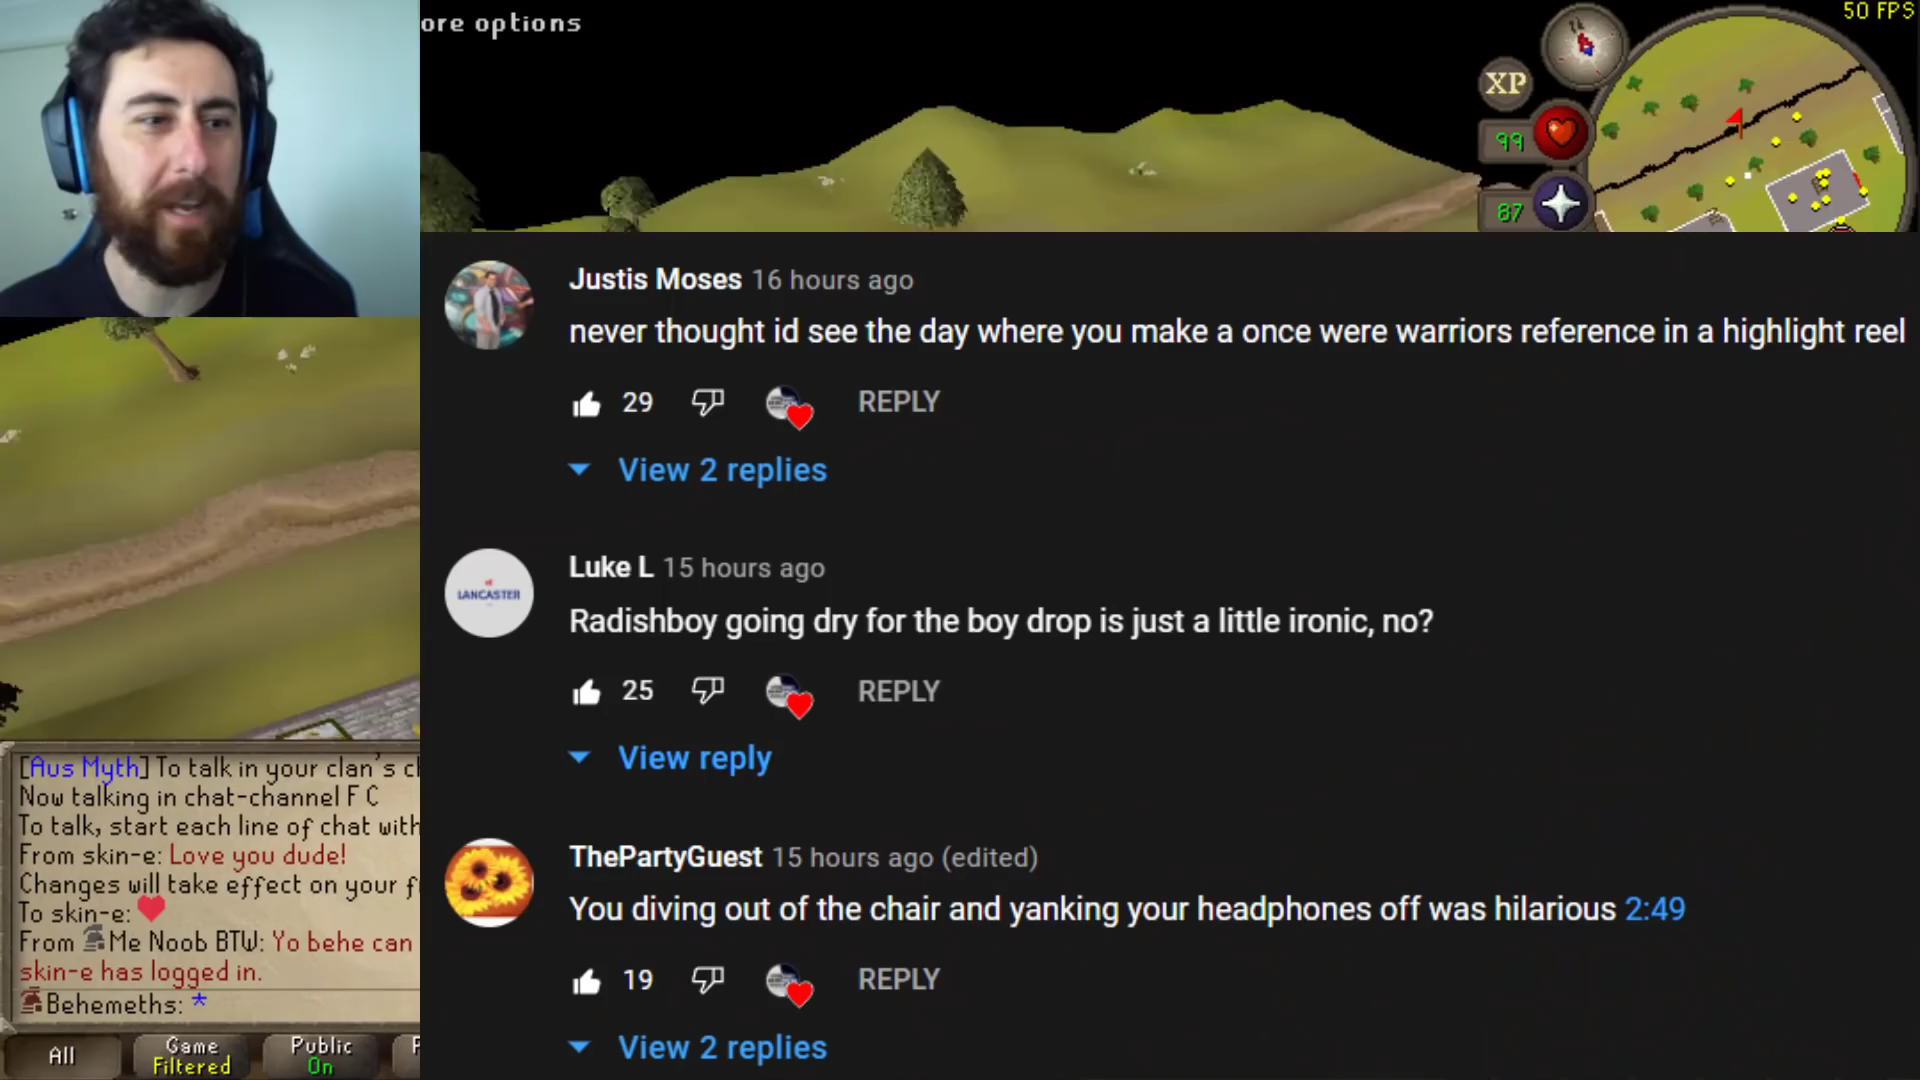 ore options
50 FPS
XP
99
87
Justis Moses 16 hours ago
never thought id see the day where you make a once were warriors reference in a highlight reel
29
REPLY
View 2 replies
LANCASTER
Luke L 15 hours ago
Radishboy going dry for the boy drop is just a little ironic, no?
25
REPLY
View reply
ThePartyGuest 15 hours ago (edited)
You diving out of the chair and yanking your headphones off was hilarious 2:49
19
REPLY
View 2 replies
[Aus Myth] To talk in your clan's c
Now talking in chat-channel F C
To talk, start each line of chat with
From skin-e: Love you dude!
Changes will take effect on your f
To skin-e:
From Me Noob BTW: Yo behe can
skin-e has logged in.
Behemeths: *
All
Game
Filtered
Public
On